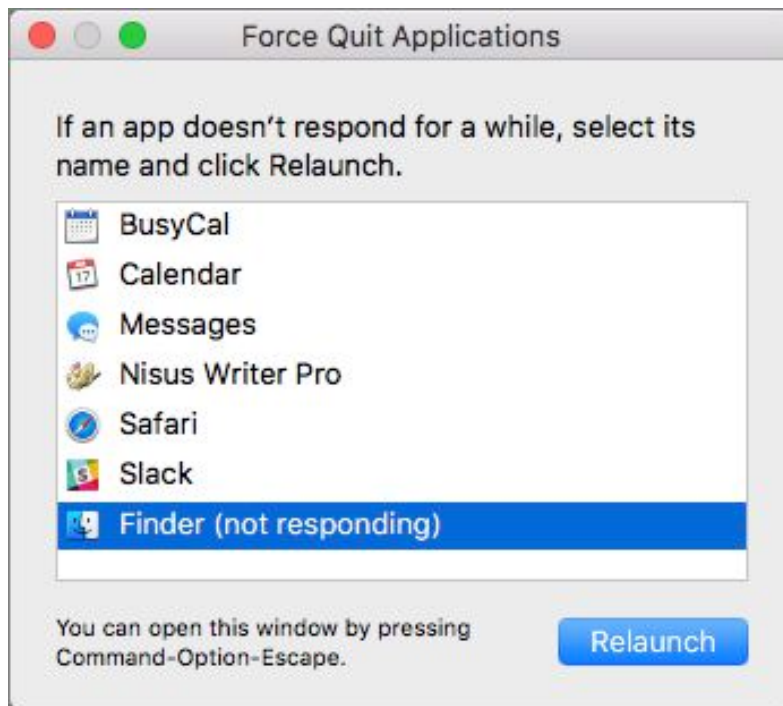 Force Quit Applications
If an app doesn’t respond for a while, select its
name and click Relaunch.
BusyCal
17
Calendar
Messages
Nisus Writer Pro
Safari
S
Slack
Finder (not responding)
You can open this window by pressing
Command-Option-Escape.
Relaunch